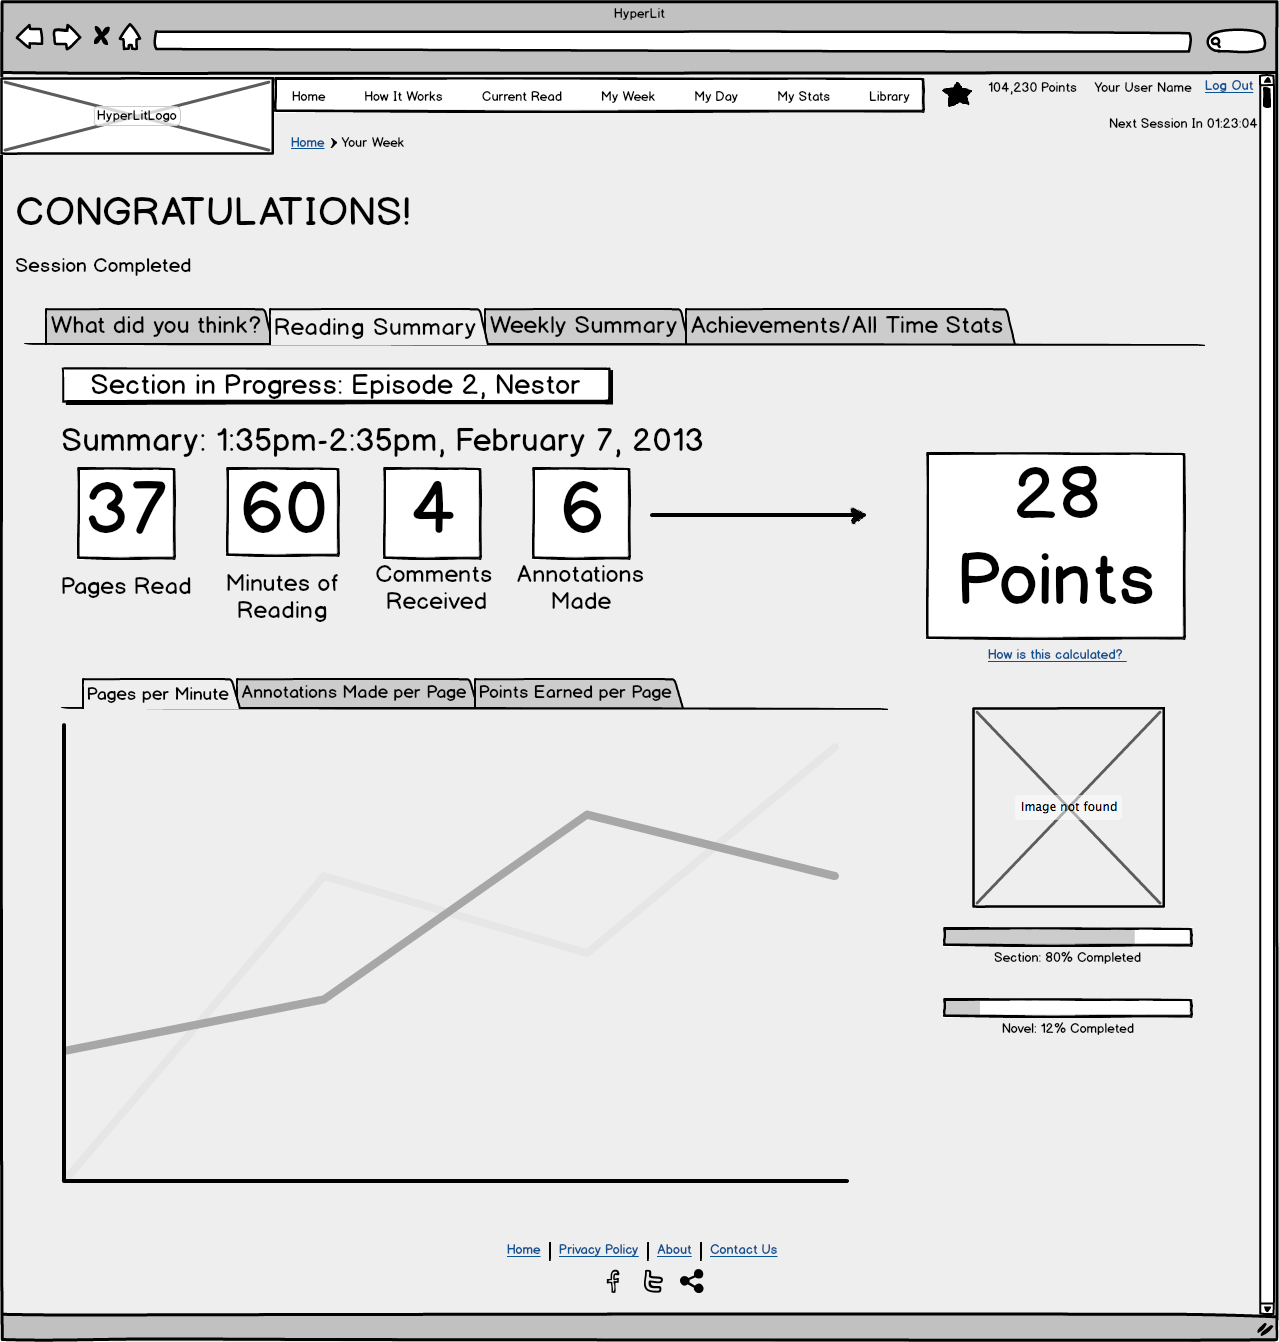 HyperLit
HyperLitLogo
Home How It Works Current Read My Week My Day My Stats Library
104,230 Points Your User Name Log Out
Next Session In 01:23:04
Home Your Week
CONGRATULATIONS!
Session Completed
What did you think? Reading Summary Weekly Summary Achievements/All Time Stats
Section in Progress: Episode 2, Nestor
Summary: 1:35pm-2:35pm, February 7, 2013
37 60 4 6
Pages Read
Minutes of
Reading
Comments
Received
Annotations
Made
28
Points
How is this calculated?
Pages per Minute Annotations Made per Page Points Earned per Page
Image not found
Section: 80% Completed
Novel: 12% Completed
Home Privacy Policy About Contact Us